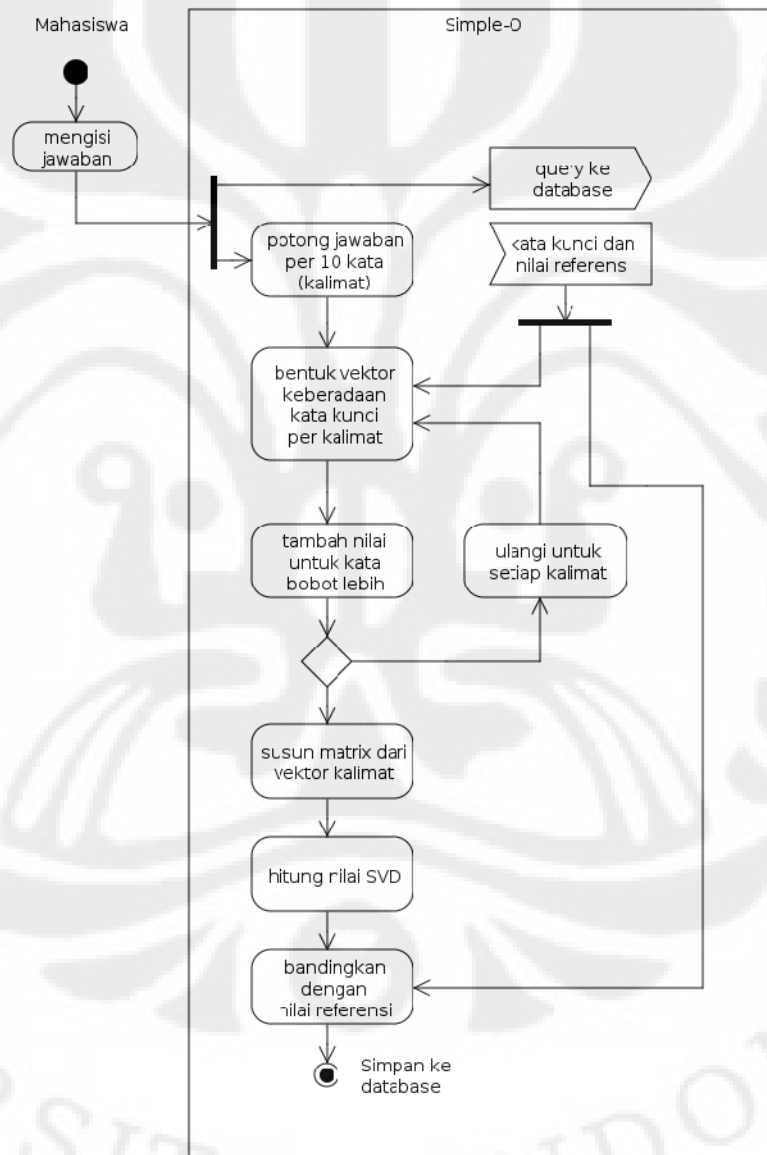 Mahasiswa
Simple-O
mengisi
jawaban
query ke
database
potong jawaban
per 10 kata
(kalimat)
kata kunci dan
nilai referens
bentuk vektor
keberadaan
kata kunci
per kalimat
tambah nilai
untuk kata
bobot lebih
ulangi untuk
setiap kalimat
susun matrix dari
vektor kalimat
hitung nilai SVD
bandingkan
dengan
nilai referensi
Simpan ke
database